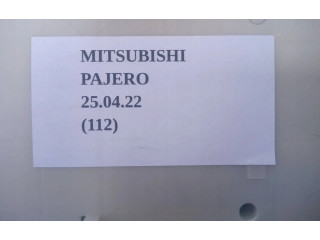 MITSUBISHI
PAJERO
25.04.22
(112)